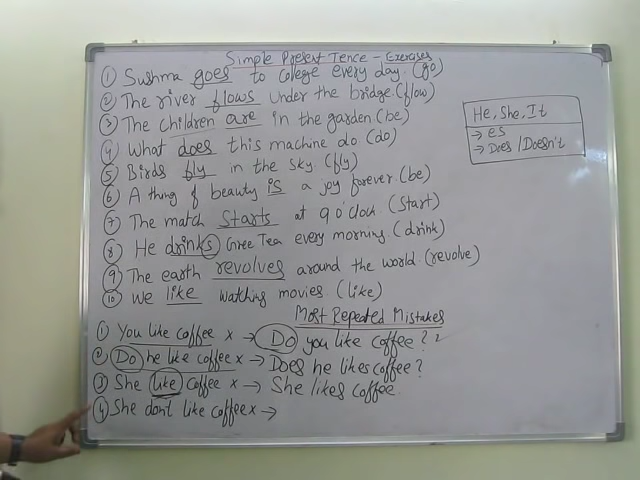 Simple Present Tence - Exercises
① Sushma goes to college every day. (go)
② The river flows under the bridge. (flow)
③ The children are in the garden (be)
④ What does this machine do (do)
⑤ Birds fly in the sky. (fly)
⑥ A thing of beauty is a joy forever. (be)
⑦ The match Starts at 9 o'clock. (Start)
⑧ He drinks Gree Tea every morning. (drink)
⑨ The earth revolves around the world (revolve)
⑩ We like watching movies. (like)
He, She, It
→ es
→ Does / Doesn't
Most Repeated Mistakes
① You like coffee x → Do you like coffee?
② Do he like coffee x → Does he likes coffee?
③ She like coffee x → She likes coffee.
④ She don't like coffee x →